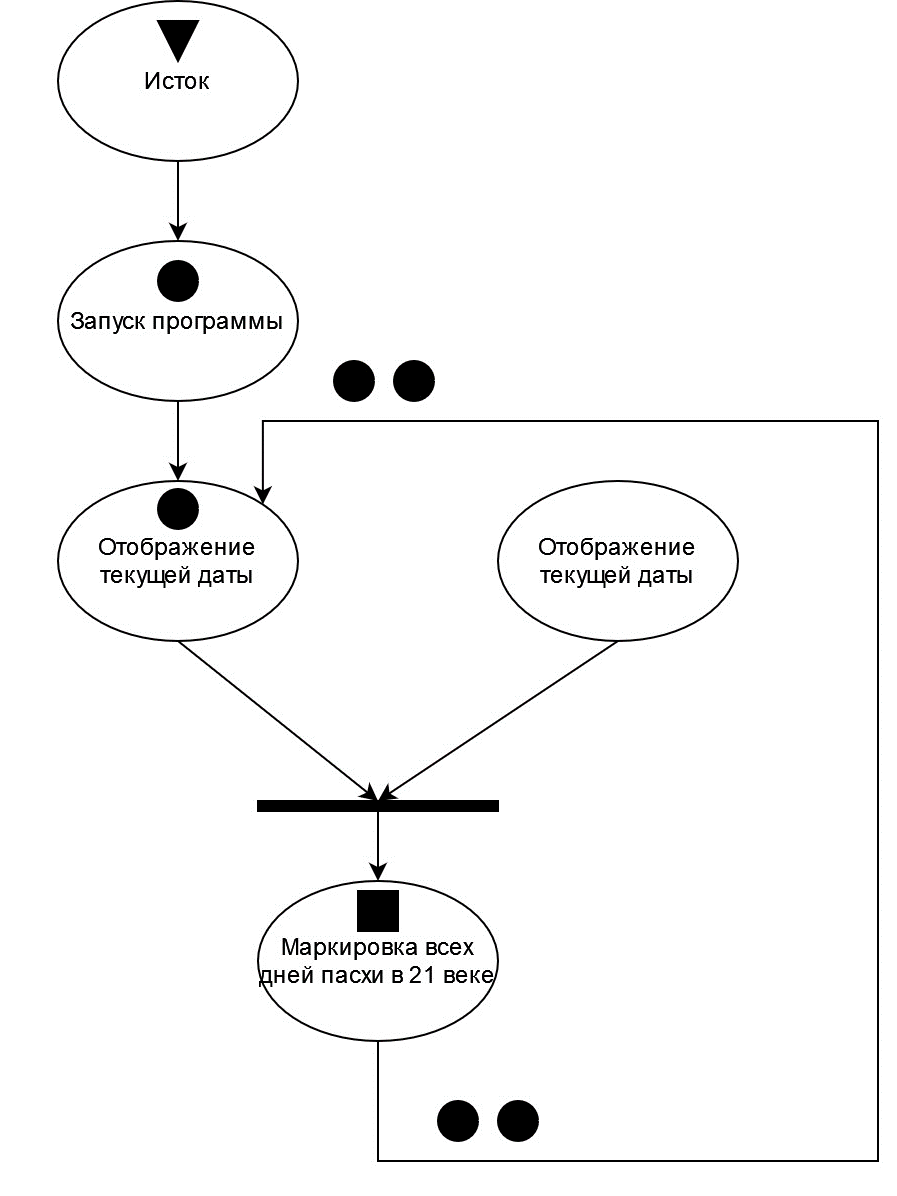 Исток
Запуск программы
Отображение
текущей даты
Отображение
текущей даты
Маркировка всех
дней пасхи в 21 веке